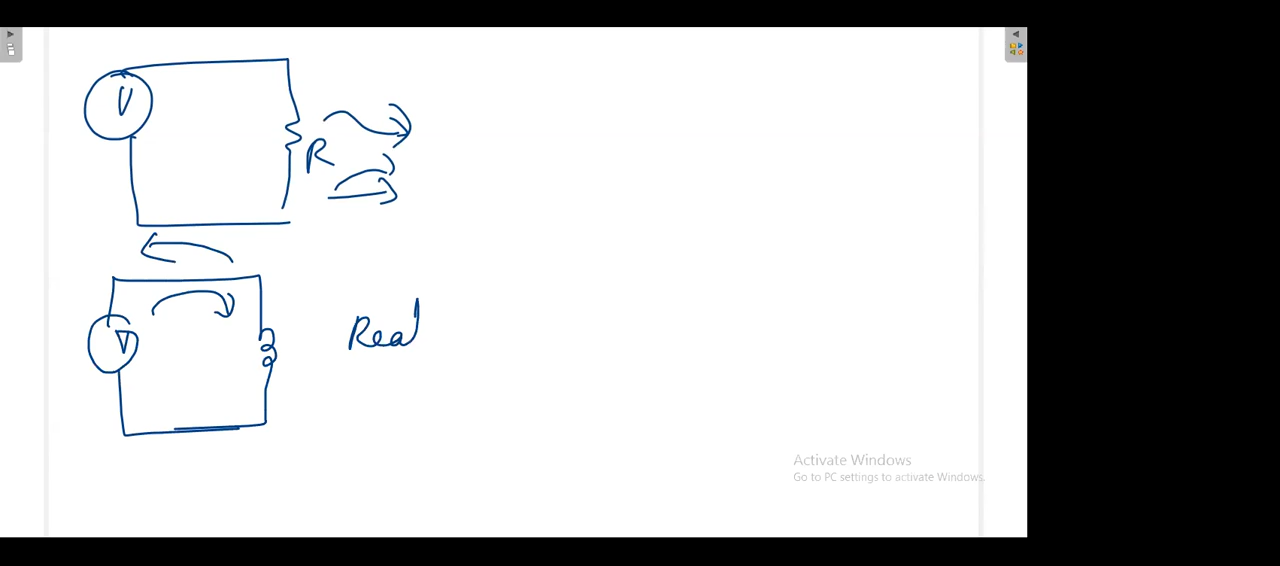 V
R
V
Real
Activate Windows
Go to PC settings to activate Windows.